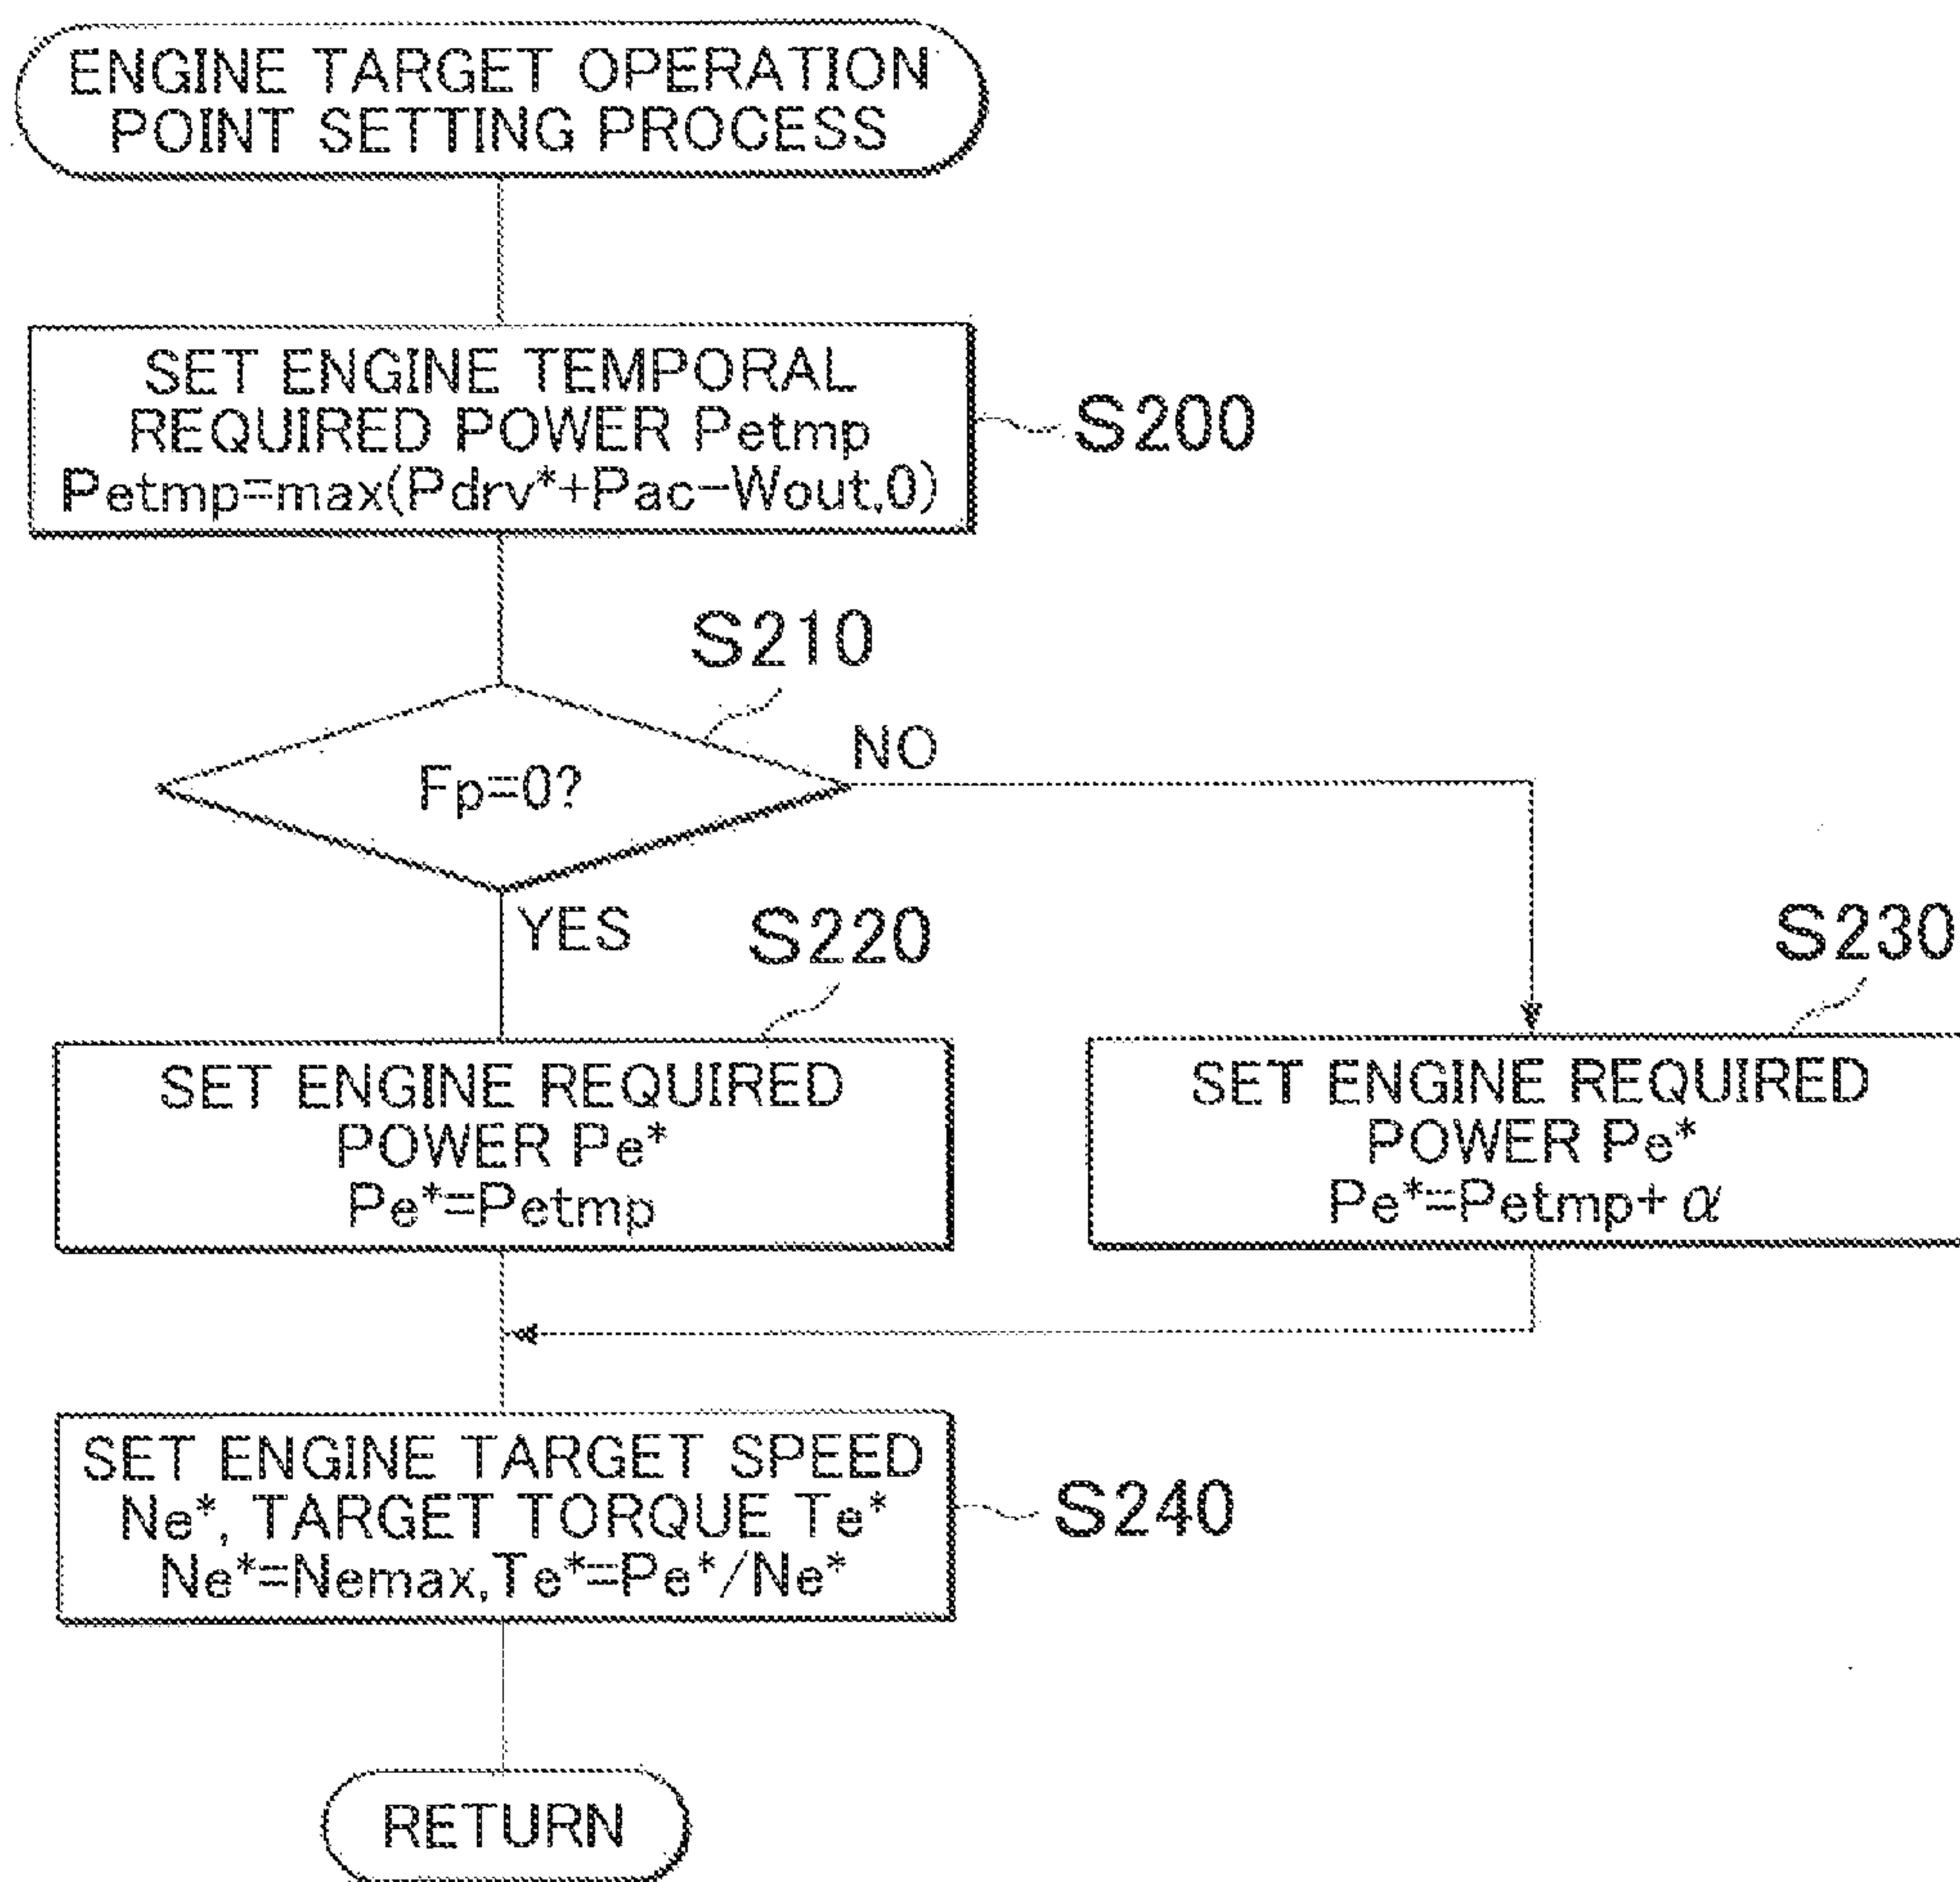 ENGINE TARGET OPERATION
POINT SETTING PROCESS
SET ENGINE TEMPORAL
REQUIRED POWER Petmp
Petmp=max(Pdrv*+Pac-Wout,0)
S200
S210
Fp=0?
NO
YES
S220
SET ENGINE REQUIRED
POWER Pe*
Pe*=Petmp
S230
SET ENGINE REQUIRED
POWER Pe*
Pe*=Petmp+α
SET ENGINE TARGET SPEED
Ne*, TARGET TORQUE Te*
Ne*=Nemax,Te*=Pe*/Ne*
S240
RETURN